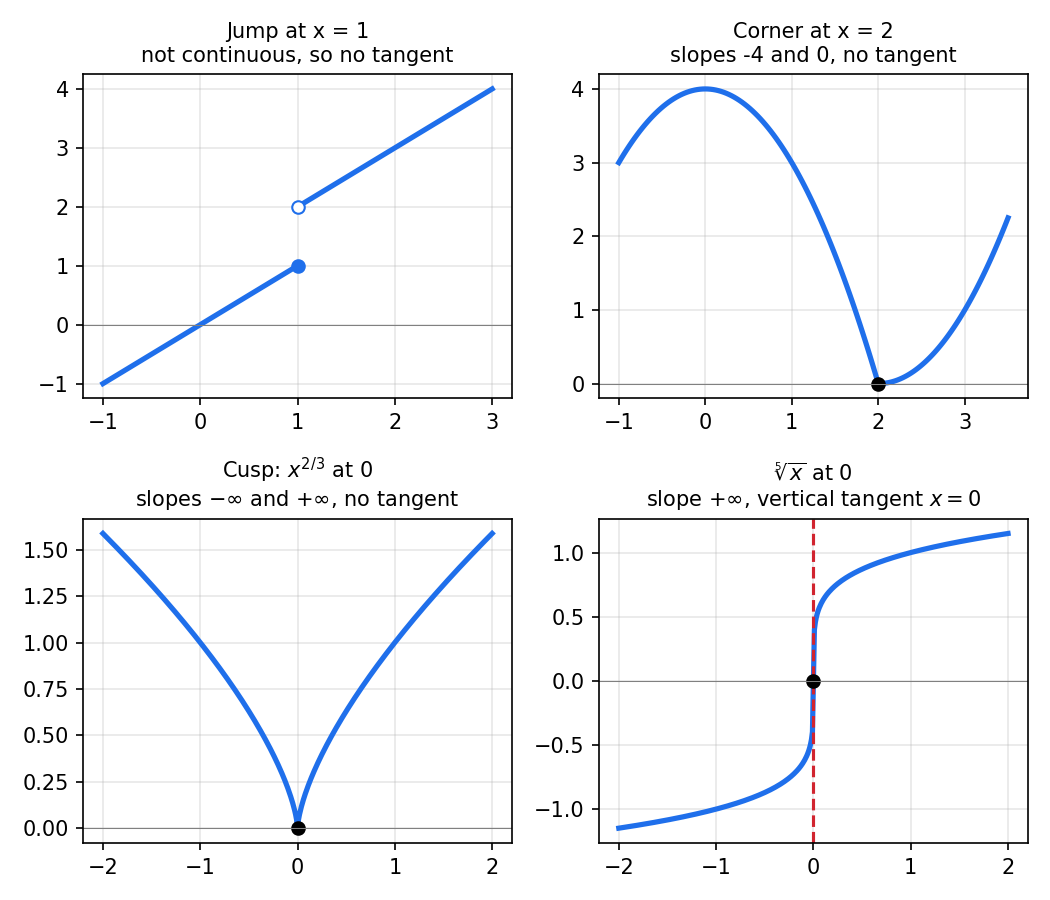 Jump at x = 1
not continuous, so no tangent
4
3
2
1
0
−1
−1 0 1 2 3
Corner at x = 2
slopes -4 and 0, no tangent
4
3
2
1
0
−1 0 1 2 3
Cusp: $x^{2/3}$ at 0
slopes −∞ and +∞, no tangent
1.50
1.25
1.00
0.75
0.50
0.25
0.00
−2 −1 0 1 2
$\sqrt[5]{x}$ at 0
slope +∞, vertical tangent x = 0
1.0
0.5
0.0
−0.5
−1.0
−2 −1 0 1 2